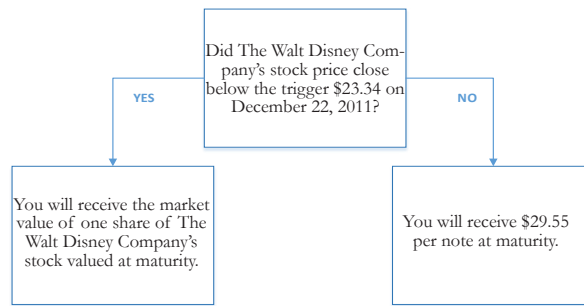 Did The Walt Disney Com-
pany's stock price close
below the trigger $23.34 on
December 22, 2011?
YES
NO
You will receive the market
value of one share of The
Walt Disney Company's
stock valued at maturity.
You will receive $29.55
per note at maturity.